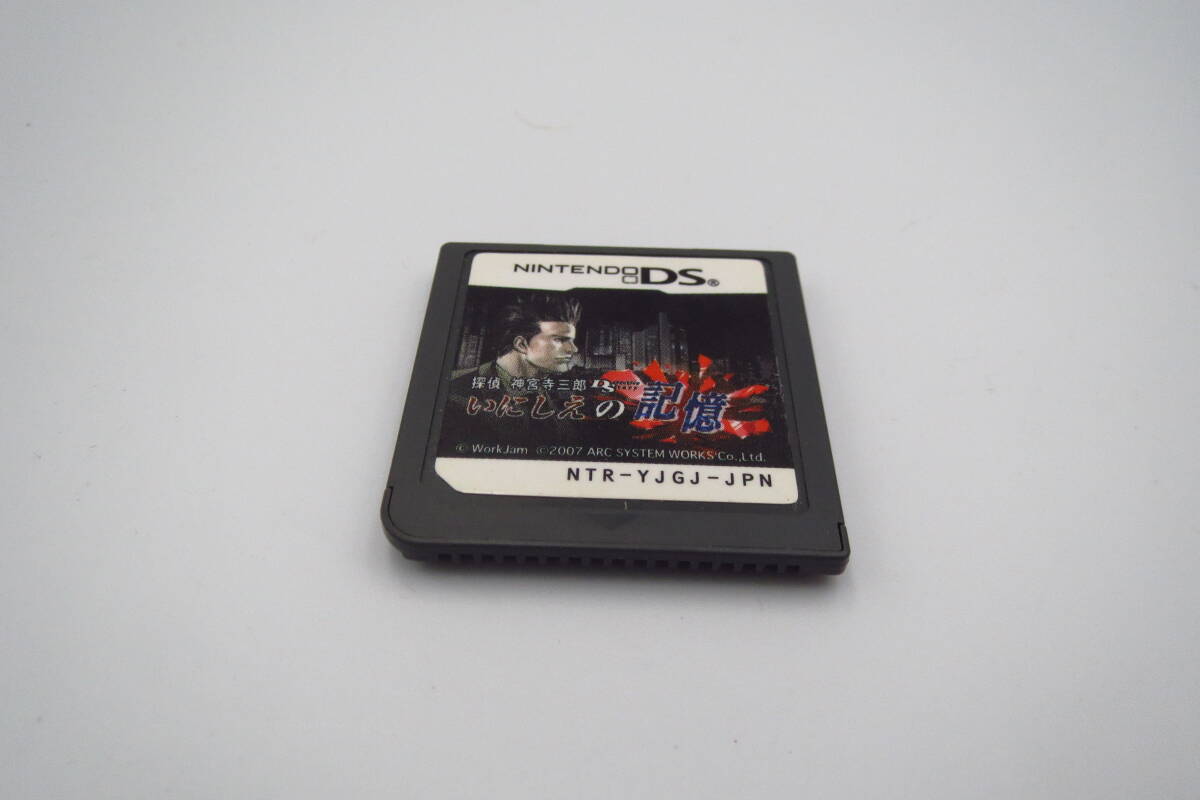 NINTENDO DS®
探偵 神宮寺三郎 DS
いにしえの記憶
© WorkJam ©2007 ARC SYSTEM WORKS Co.,Ltd.
NTR-YJGJ-JPN